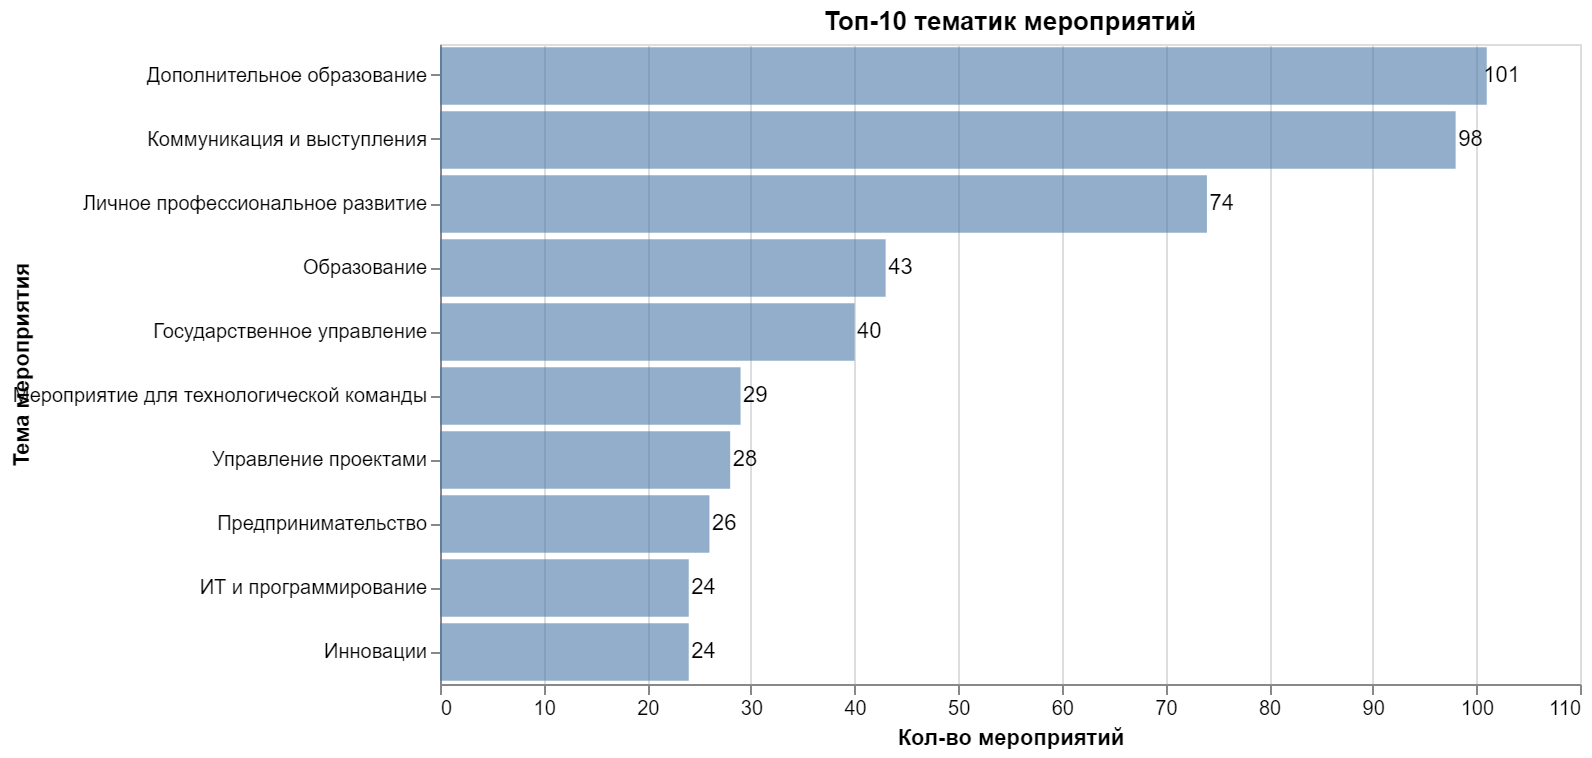 Топ-10 тематик мероприятий
Тема мероприятия
Дополнительное образование 101
Коммуникация и выступления 98
Личное профессиональное развитие 74
Образование 43
Государственное управление 40
Мероприятие для технологической команды 29
Управление проектами 28
Предпринимательство 26
ИТ и программирование 24
Инновации 24
0 10 20 30 40 50 60 70 80 90 100 110
Кол-во мероприятий